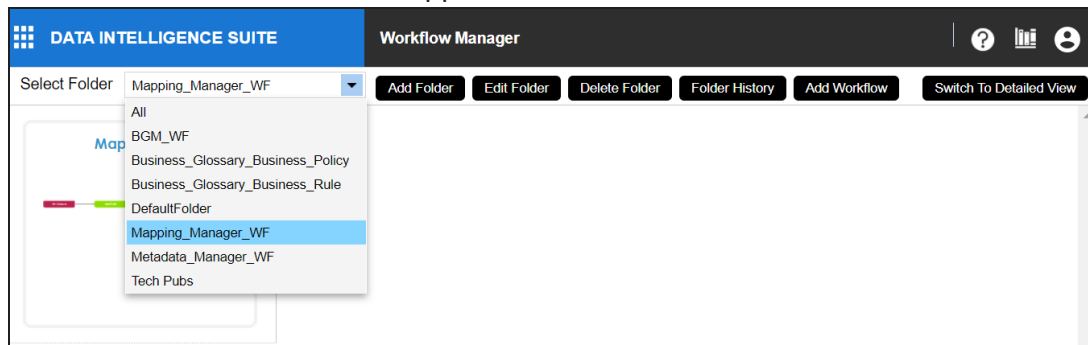 DATA INTELLIGENCE SUITE
Workflow Manager
Select Folder
Mapping_Manager_WF
Add Folder
Edit Folder
Delete Folder
Folder History
Add Workflow
Switch To Detailed View
Map
All
BGM_WF
Business_Glossary_Business_Policy
Business_Glossary_Business_Rule
DefaultFolder
Mapping_Manager_WF
Metadata_Manager_WF
Tech Pubs